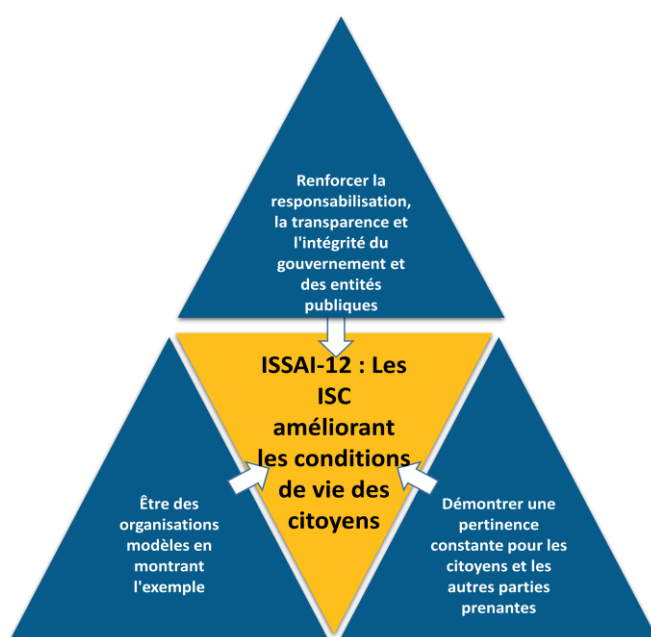 Renforcer la
responsabilisation,
la transparence et
l'intégrité du
gouvernement et
des entités
publiques
ISSAI-12 : Les
ISC
améliorant
les conditions
de vie des
citoyens
Être des
organisations
modèles en
montrant
l'exemple
Démontrer une
pertinence
constante pour les
citoyens et les
autres parties
prenantes